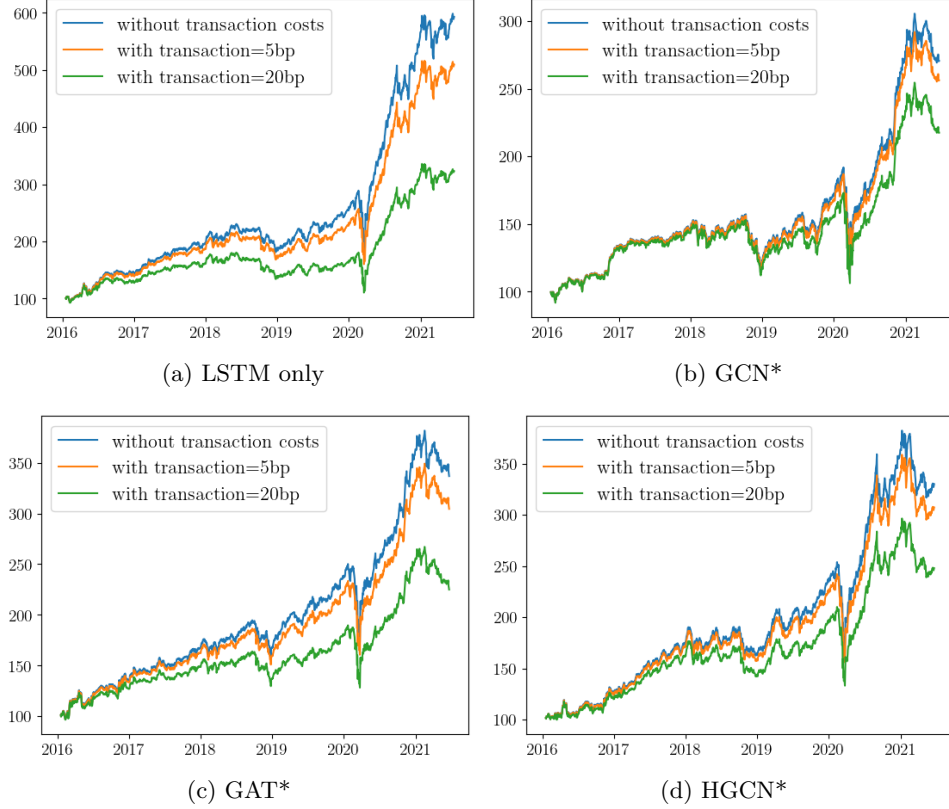 600
500
400
300
200
100
without transaction costs
with transaction=5bp
with transaction=20bp
2016 2017 2018 2019 2020 2021
(a) LSTM only
300
250
200
150
100
without transaction costs
with transaction=5bp
with transaction=20bp
2016 2017 2018 2019 2020 2021
(b) GCN*
350
300
250
200
150
100
without transaction costs
with transaction=5bp
with transaction=20bp
2016 2017 2018 2019 2020 2021
(c) GAT*
350
300
250
200
150
100
without transaction costs
with transaction=5bp
with transaction=20bp
2016 2017 2018 2019 2020 2021
(d) HGCN*